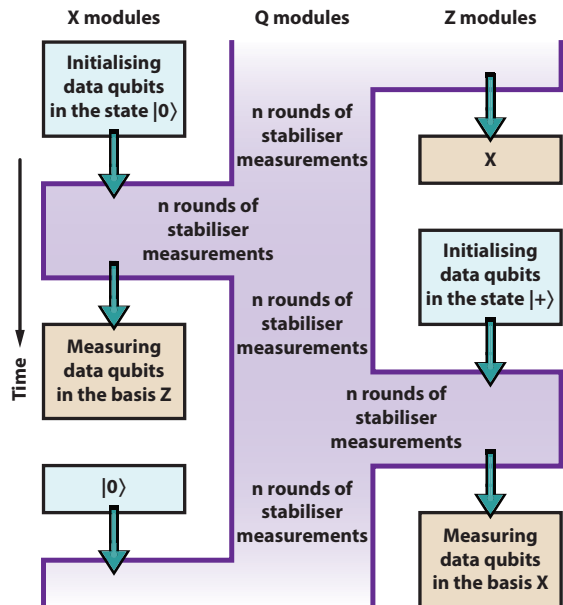 X modules
Q modules
Z modules
Initialising
data qubits
in the state |0⟩
n rounds of
stabiliser
measurements
X
n rounds of
stabiliser
measurements
Initialising
data qubits
in the state |+⟩
n rounds of
stabiliser
measurements
Time
Measuring
data qubits
in the basis Z
n rounds of
stabiliser
measurements
|0⟩
n rounds of
stabiliser
measurements
Measuring
data qubits
in the basis X